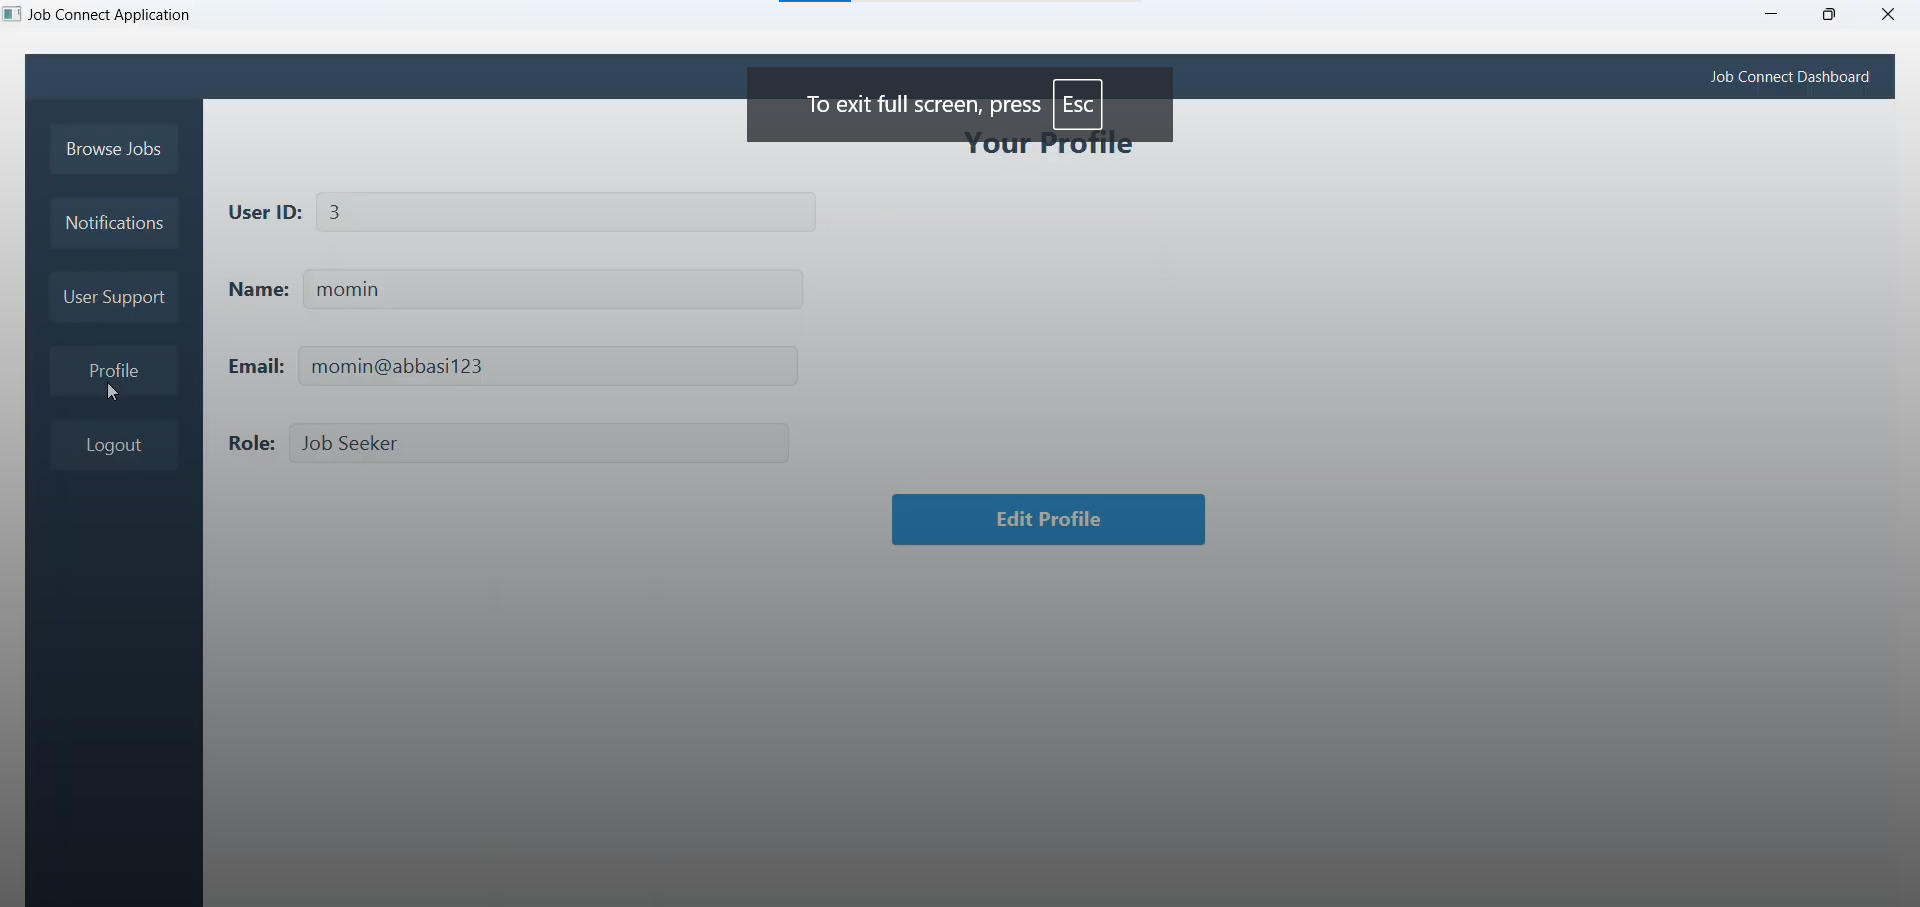 Job Connect Application
Job Connect Dashboard
To exit full screen, press Esc
Your Profile
Browse Jobs
Notifications
User Support
Profile
Logout
User ID: 3
Name: momin
Email: momin@abbasi123
Role: Job Seeker
Edit Profile